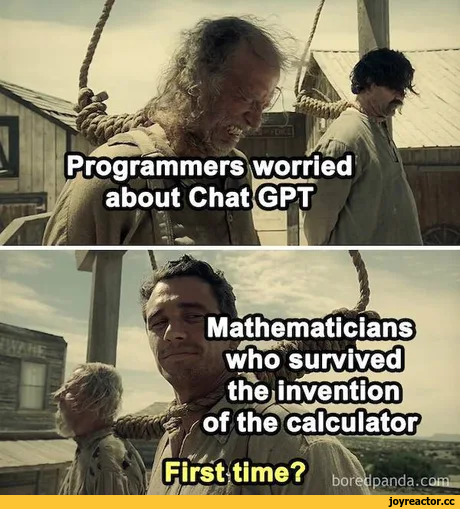 Programmers worried
about Chat GPT
Mathematicians
who survived
the invention
of the calculator
First time?
boredpanda.com
joyreactor.cc